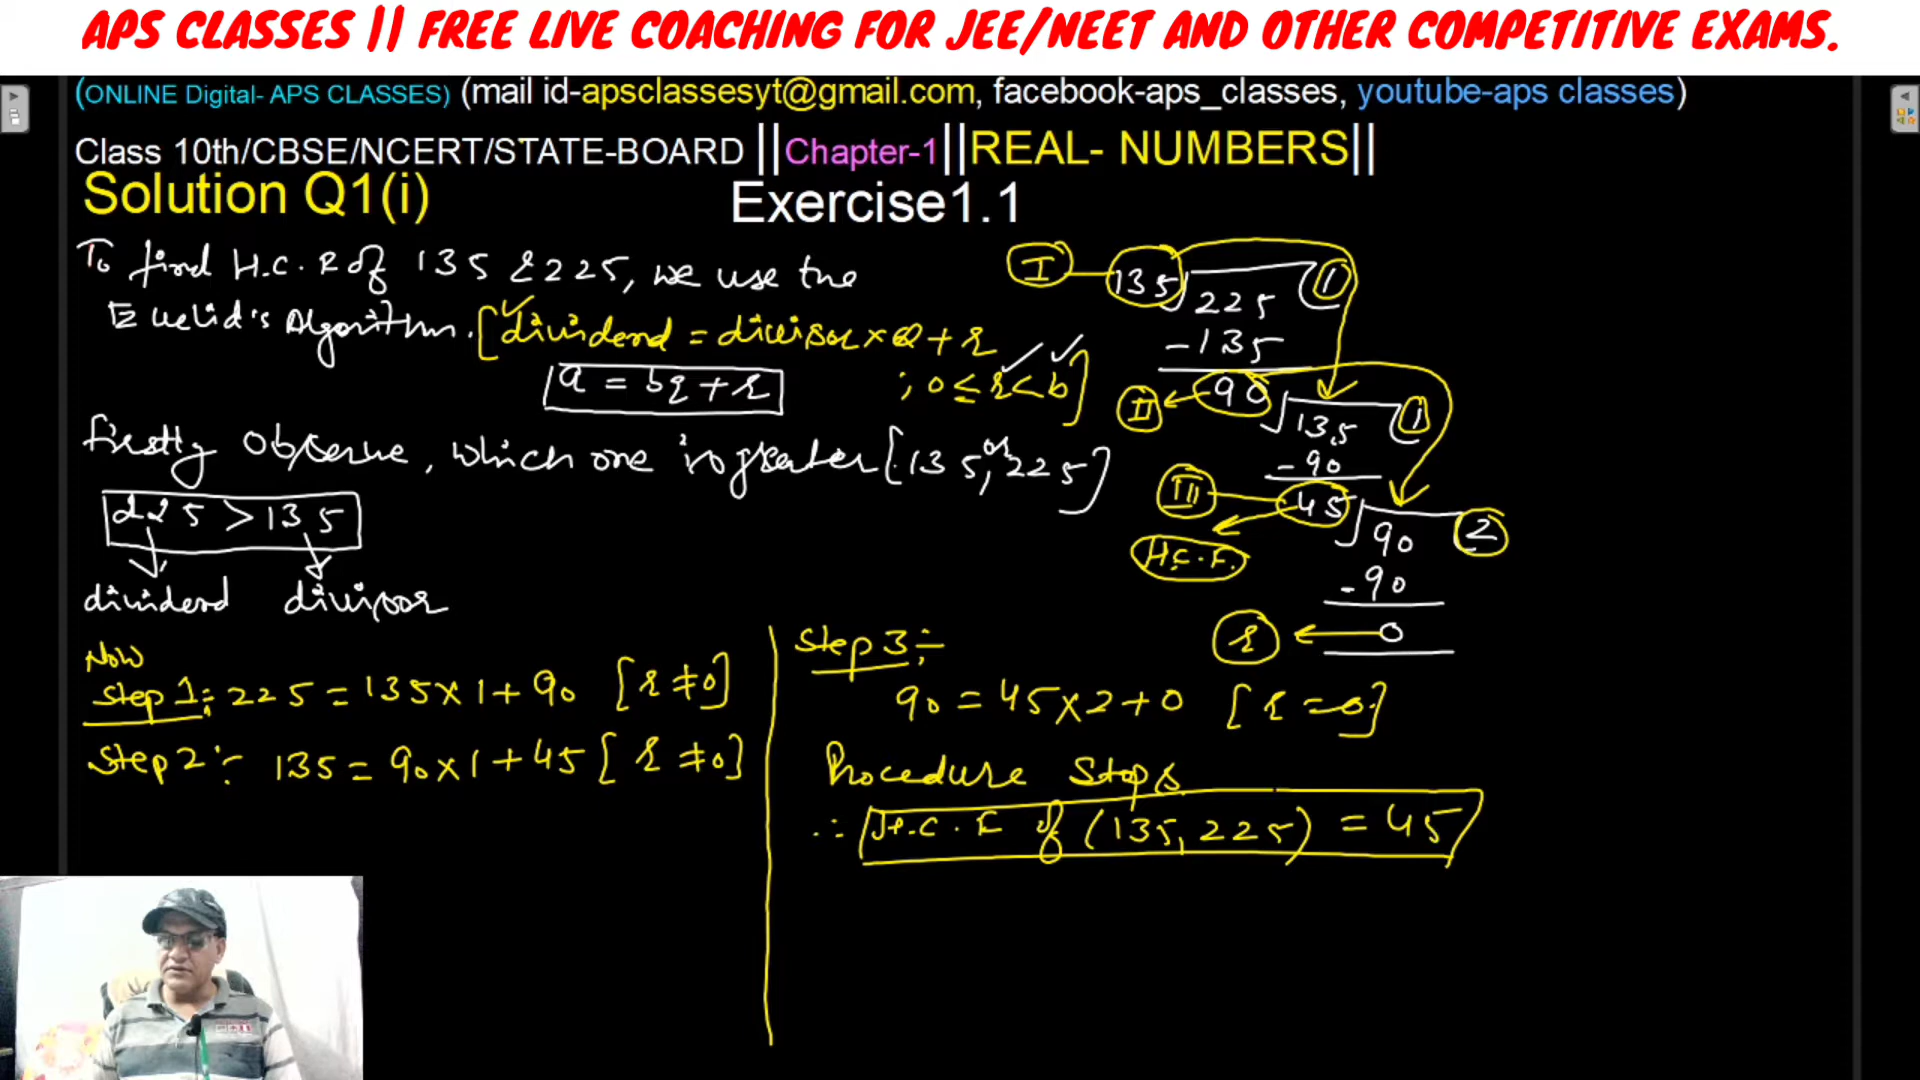 APS CLASSES || FREE LIVE COACHING FOR JEE/NEET AND OTHER COMPETITIVE EXAMS.
(ONLINE Digital- APS CLASSES) (mail id-apsclassesyt@gmail.com, facebook-aps_classes, youtube-aps classes)
Class 10th/CBSE/NCERT/STATE-BOARD ||Chapter-1||REAL- NUMBERS||
Solution Q1(i)
Exercise1.1
To find H.C.F of 135 & 225, we use the
Euclid's Algorithm. [dividend = divisor × Q + r
a = bq + r ; 0 ≤ r < b]
firstly observe, which one is greater [135, or 225]
225 > 135
dividend divisor
Now
Step 1: 225 = 135 × 1 + 90 [r ≠ 0]
Step 2:- 135 = 90 × 1 + 45 [r ≠ 0]
Step 3:-
90 = 45 × 2 + 0 [r = 0]
Procedure Stops
∴ H.C.F of (135, 225) = 45
I 135 225 1
-135
II 90 135 1
-90
III 45 90 2
H.C.F.
-90
r 0